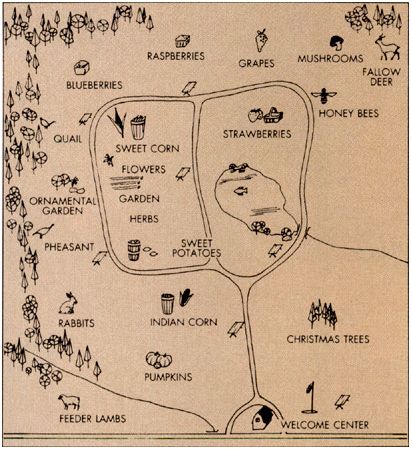 RASPBERRIES
GRAPES
MUSHROOMS
FALLOW
DEER
BLUEBERRIES
HONEY BEES
STRAWBERRIES
QUAIL
SWEET CORN
FLOWERS
ORNAMENTAL
GARDEN
GARDEN
HERBS
PHEASANT
SWEET
POTATOES
RABBITS
INDIAN CORN
CHRISTMAS TREES
PUMPKINS
FEEDER LAMBS
WELCOME CENTER